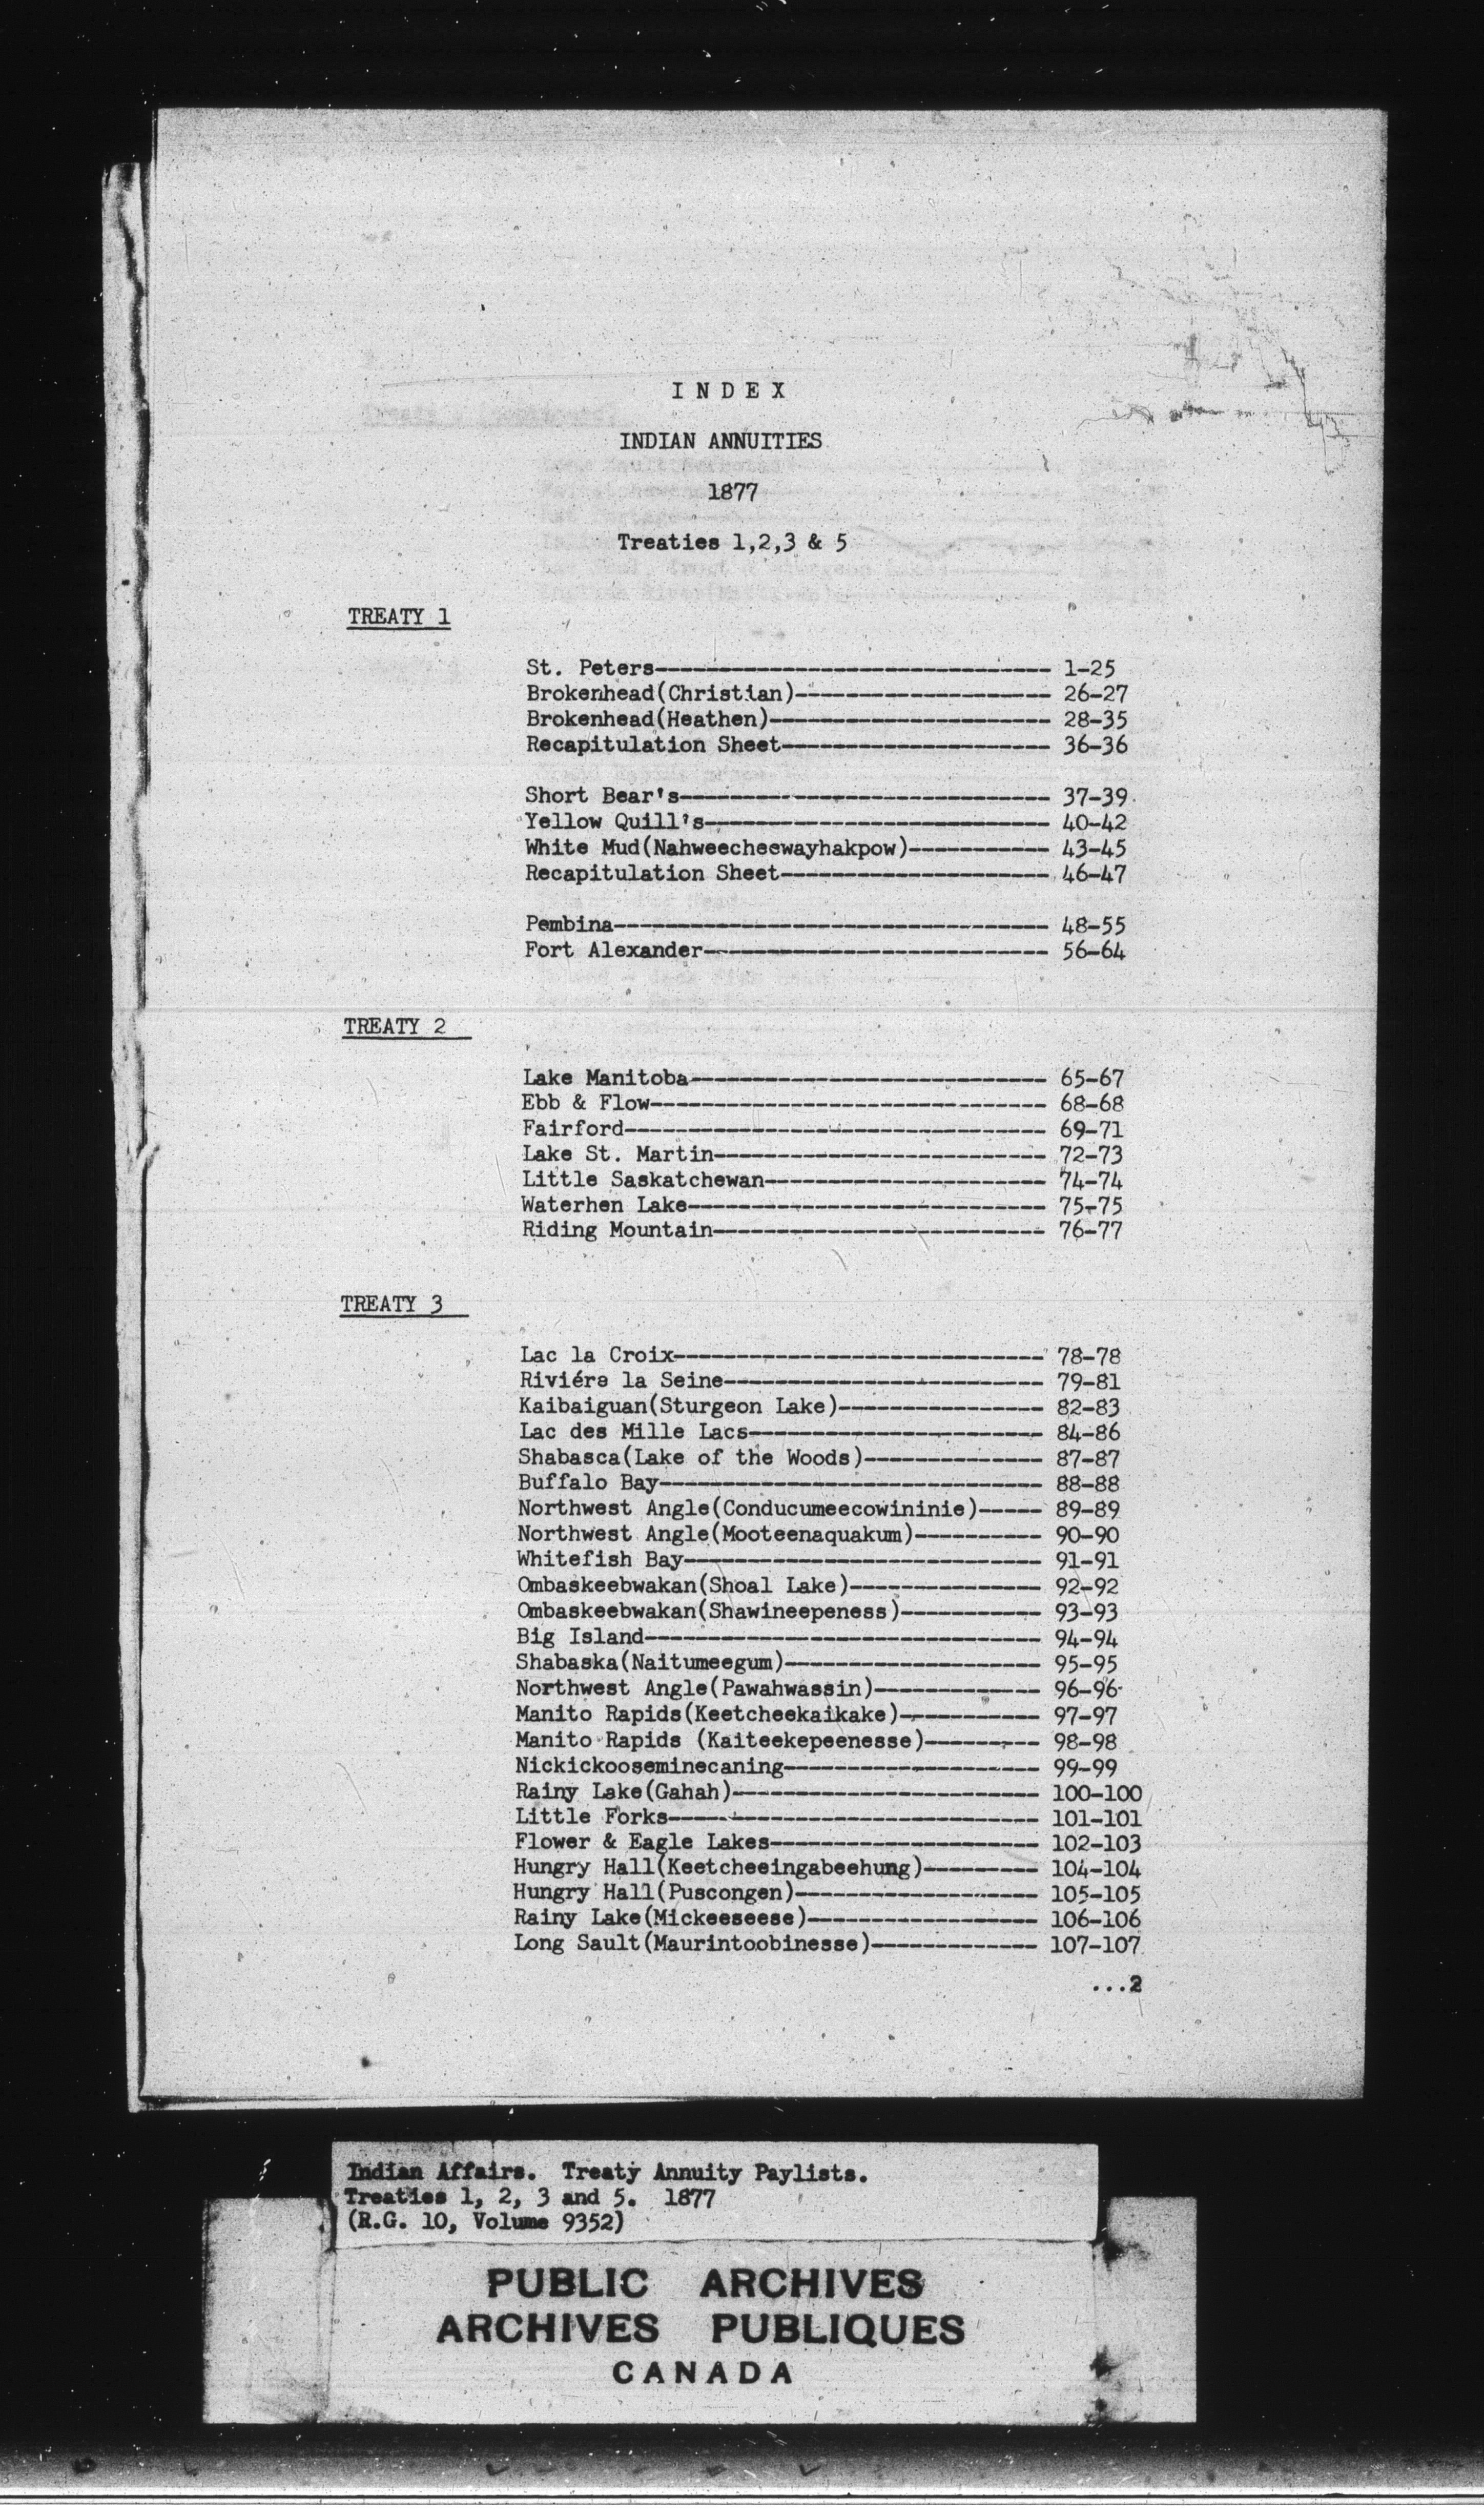 INDEX
INDIAN ANNUITIES
1877
Treaties 1,2,3 & 5
TREATY 1
St. Peters------------------------------- 1-25
Brokenhead(Christian)-------------------- 26-27
Brokenhead(Heathen)---------------------- 28-35
Recapitulation Sheet--------------------- 36-36
Short Bear's----------------------------- 37-39
Yellow Quill's--------------------------- 40-42
White Mud(Nahweecheewayhakpow)----------- 43-45
Recapitulation Sheet--------------------- 46-47
Pembina---------------------------------- 48-55
Fort Alexander--------------------------- 56-64
TREATY 2
Lake Manitoba---------------------------- 65-67
Ebb & Flow------------------------------- 68-68
Fairford--------------------------------- 69-71
Lake St. Martin-------------------------- 72-73
Little Saskatchewan---------------------- 74-74
Waterhen Lake---------------------------- 75-75
Riding Mountain-------------------------- 76-77
TREATY 3
Lac la Croix----------------------------- 78-78
Riviére la Seine------------------------- 79-81
Kaibaiguan(Sturgeon Lake)---------------- 82-83
Lac des Mille Lacs----------------------- 84-86
Shabasca(Lake of the Woods)-------------- 87-87
Buffalo Bay------------------------------ 88-88
Northwest Angle(Conducumeecowininie)----- 89-89
Northwest Angle(Mooteenaquakum)---------- 90-90
Whitefish Bay---------------------------- 91-91
Ombaskeebwakan(Shoal Lake)--------------- 92-92
Ombaskeebwakan(Shawineepeness)----------- 93-93
Big Island------------------------------- 94-94
Shabaska(Naitumeegum)-------------------- 95-95
Northwest Angle(Pawahwassin)------------- 96-96
Manito Rapids(Keetcheekaikake)----------- 97-97
Manito Rapids (Kaiteekepeenesse)--------- 98-98
Nickickooseminecaning-------------------- 99-99
Rainy Lake(Gahah)------------------------ 100-100
Little Forks----------------------------- 101-101
Flower & Eagle Lakes--------------------- 102-103
Hungry Hall(Keetcheeingabeehung)--------- 104-104
Hungry Hall(Puscongen)------------------- 105-105
Rainy Lake(Mickeeseese)------------------ 106-106
Long Sault(Maurintoobinesse)------------- 107-107
...2
Indian Affairs. Treaty Annuity Paylists.
Treaties 1, 2, 3 and 5. 1877
(R.G. 10, Volume 9352)
PUBLIC ARCHIVES
ARCHIVES PUBLIQUES
CANADA